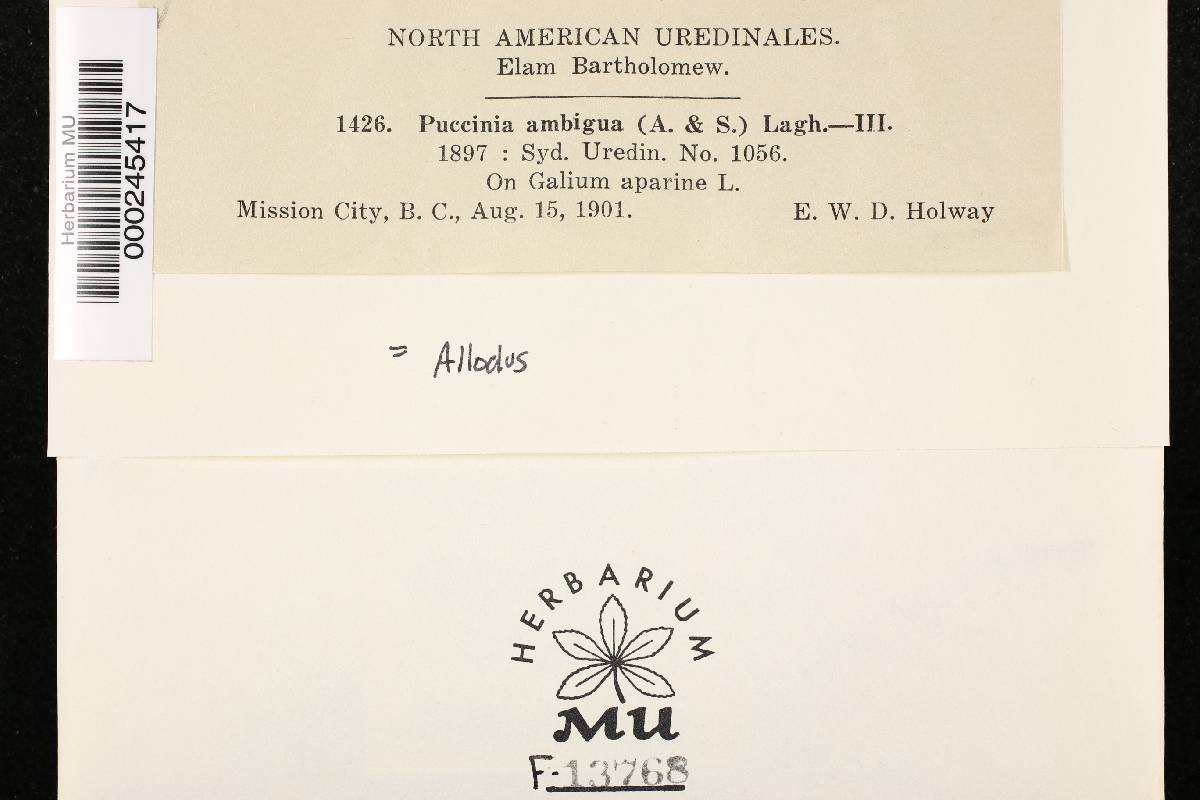 NORTH AMERICAN UREDINALES.
Elam Bartholomew.
1426. Puccinia ambigua (A. & S.) Lagh.—III.
1897 : Syd. Uredin. No. 1056.
On Galium aparine L.
Mission City, B. C., Aug. 15, 1901. E. W. D. Holway
Herbarium MU
000245417
= Allodus
HERBARIUM
MU
F-13768